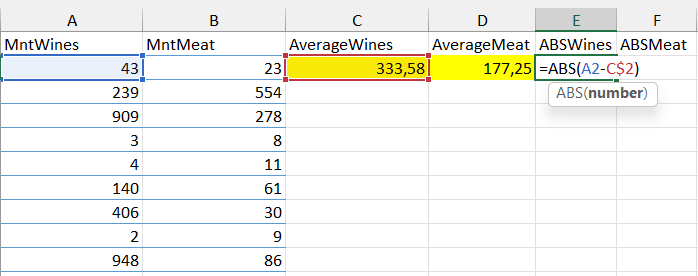 A B C D E F
MntWines MntMeat AverageWines AverageMeat ABSWines ABSMeat
43 23 333,58 177,25 =ABS(A2-C$2)
239 554 ABS(number)
909 278
3 8
4 11
140 61
406 30
2 9
948 86